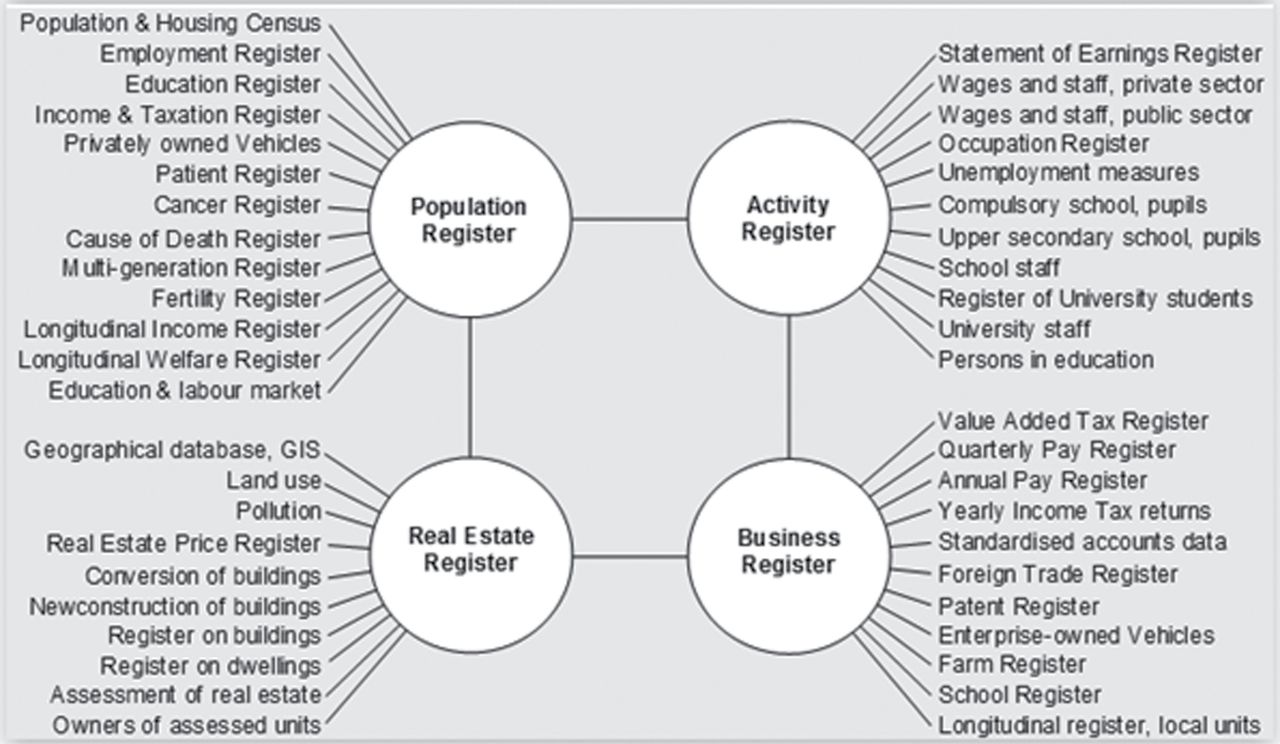 Population & Housing Census
Employment Register
Education Register
Income & Taxation Register
Privately owned Vehicles
Patient Register
Cancer Register
Cause of Death Register
Multi-generation Register
Fertility Register
Longitudinal Income Register
Longitudinal Welfare Register
Education & labour market
Population
Register
Activity
Register
Statement of Earnings Register
Wages and staff, private sector
Wages and staff, public sector
Occupation Register
Unemployment measures
Compulsory school, pupils
Upper secondary school, pupils
School staff
Register of University students
University staff
Persons in education
Geographical database, GIS
Land use
Pollution
Real Estate Price Register
Conversion of buildings
Newconstruction of buildings
Register on buildings
Register on dwellings
Assessment of real estate
Owners of assessed units
Real Estate
Register
Business
Register
Value Added Tax Register
Quarterly Pay Register
Annual Pay Register
Yearly Income Tax returns
Standardised accounts data
Foreign Trade Register
Patent Register
Enterprise-owned Vehicles
Farm Register
School Register
Longitudinal register, local units